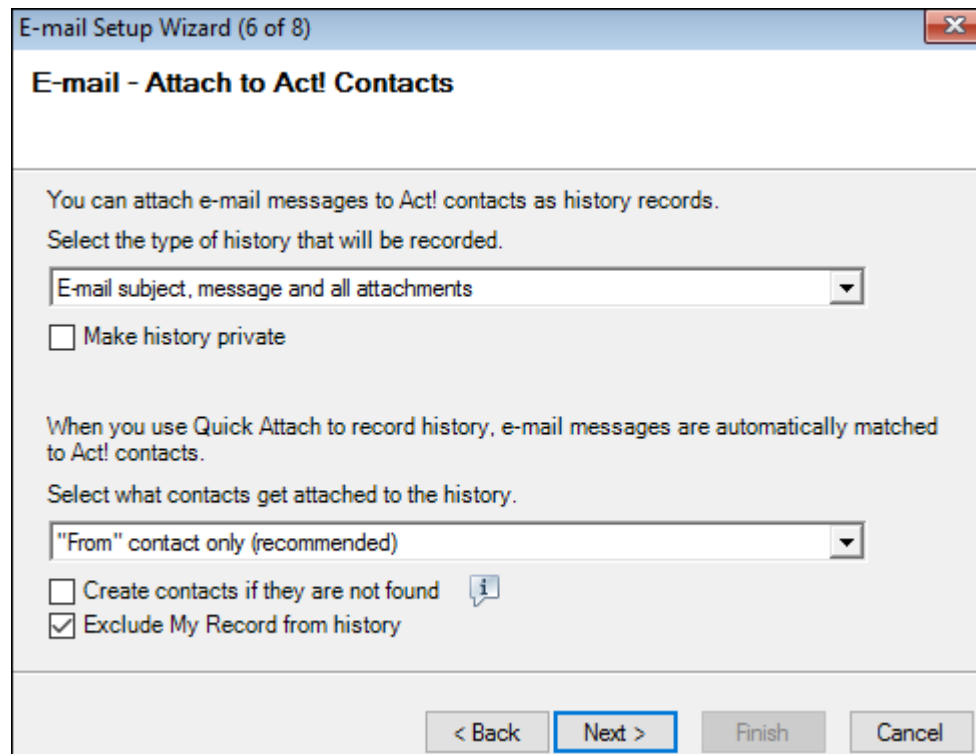 E-mail Setup Wizard (6 of 8)
E-mail - Attach to Act! Contacts
You can attach e-mail messages to Act! contacts as history records.
Select the type of history that will be recorded.
E-mail subject, message and all attachments
Make history private
When you use Quick Attach to record history, e-mail messages are automatically matched
to Act! contacts.
Select what contacts get attached to the history.
"From" contact only (recommended)
Create contacts if they are not found
Exclude My Record from history
< Back Next > Finish Cancel